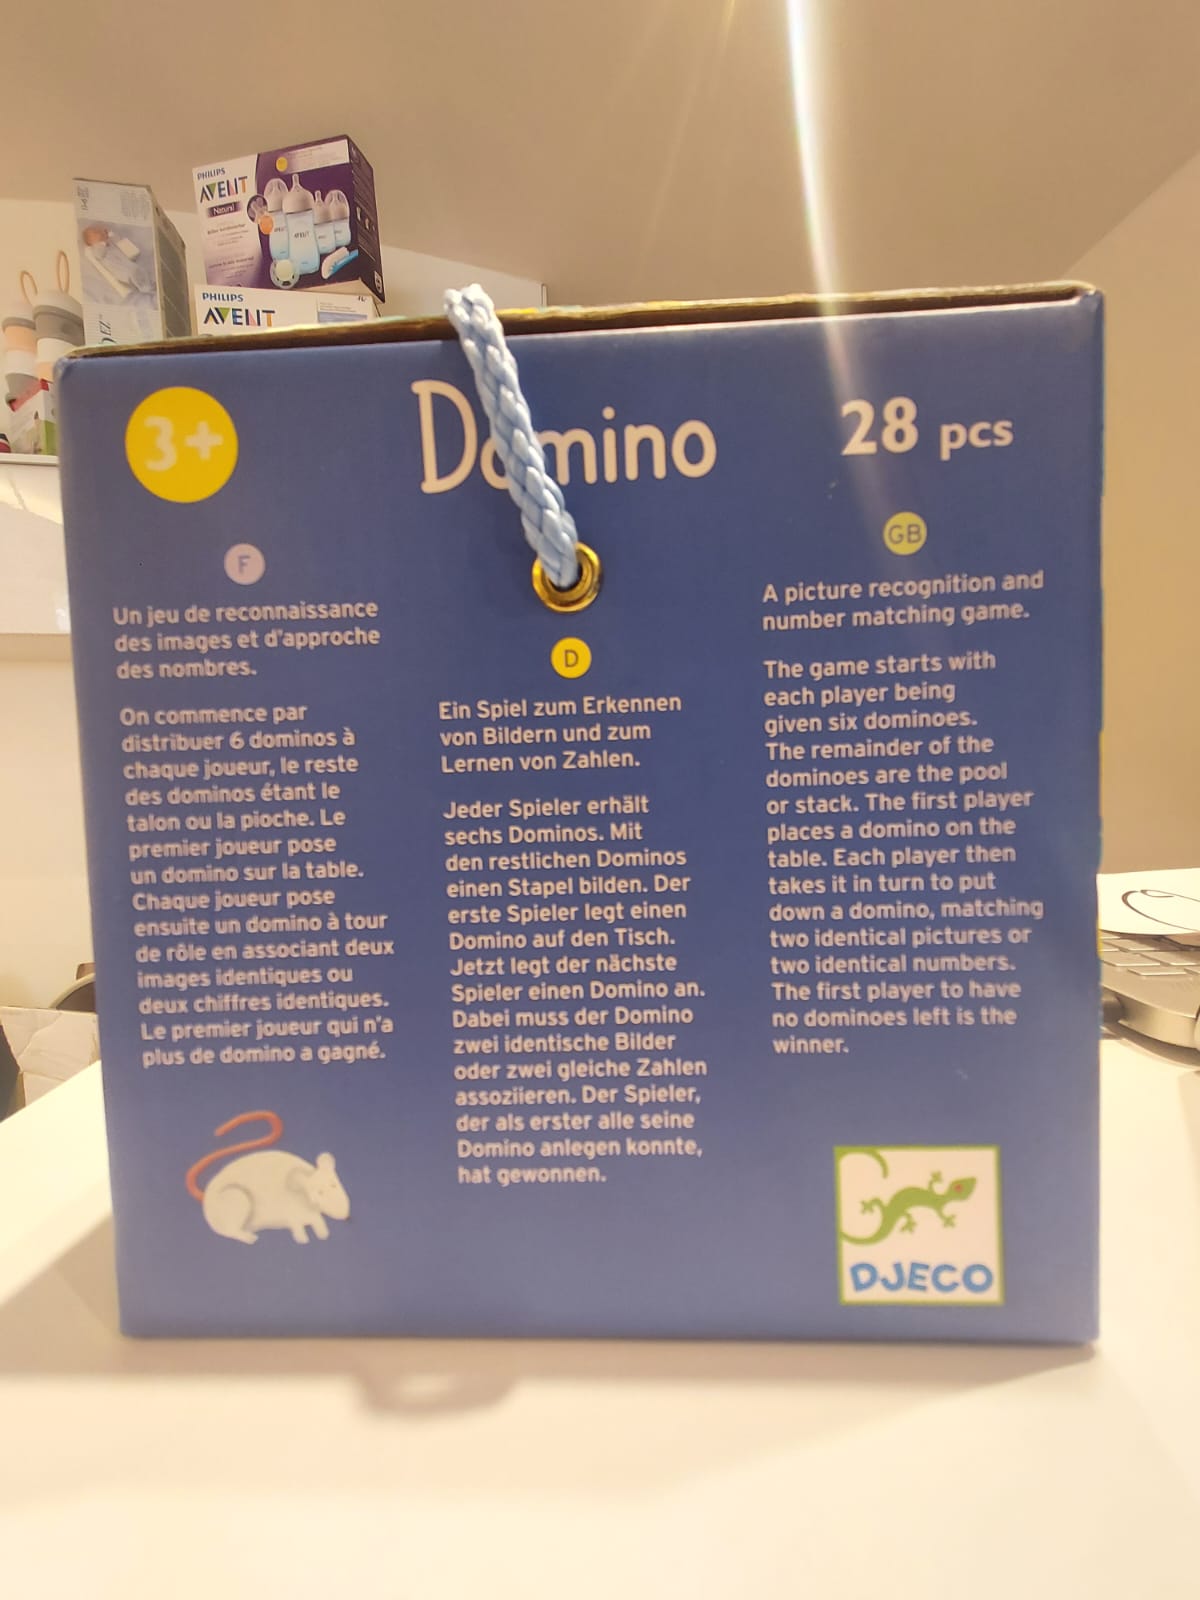 PHILIPS
AVENT
Natural
PHILIPS
AVENT
3+
Domino
28 pcs
F
Un jeu de reconnaissance
des images et d'approche
des nombres.
On commence par
distribuer 6 dominos à
chaque joueur, le reste
des dominos étant le
talon ou la pioche. Le
premier joueur pose
un domino sur la table.
Chaque joueur pose
ensuite un domino à tour
de rôle en associant deux
images identiques ou
deux chiffres identiques.
Le premier joueur qui n'a
plus de domino a gagné.
D
Ein Spiel zum Erkennen
von Bildern und zum
Lernen von Zahlen.
Jeder Spieler erhält
sechs Dominos. Mit
den restlichen Dominos
einen Stapel bilden. Der
erste Spieler legt einen
Domino auf den Tisch.
Jetzt legt der nächste
Spieler einen Domino an.
Dabei muss der Domino
zwei identische Bilder
oder zwei gleiche Zahlen
assoziieren. Der Spieler,
der als erster alle seine
Domino anlegen konnte,
hat gewonnen.
GB
A picture recognition and
number matching game.
The game starts with
each player being
given six dominoes.
The remainder of the
dominoes are the pool
or stack. The first player
places a domino on the
table. Each player then
takes it in turn to put
down a domino, matching
two identical pictures or
two identical numbers.
The first player to have
no dominoes left is the
winner.
DJECO